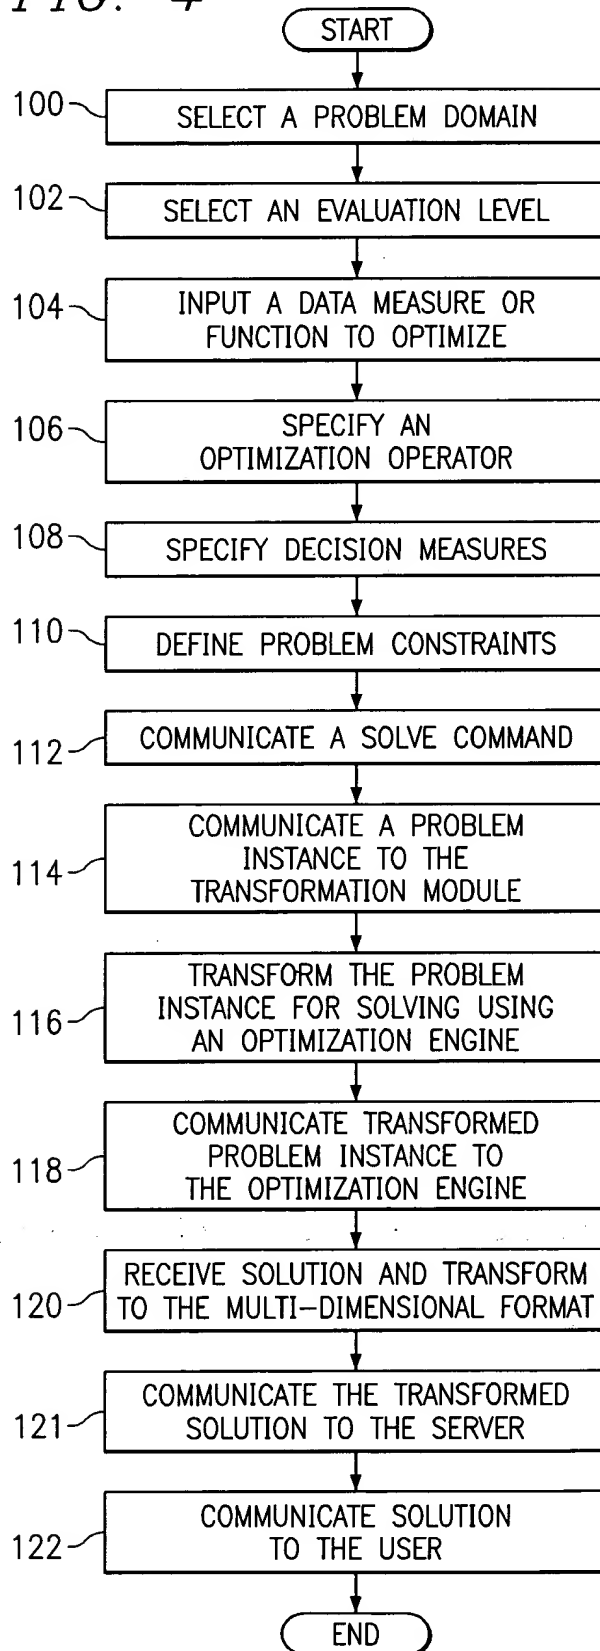 FIG. 4
START
100
SELECT A PROBLEM DOMAIN
102
SELECT AN EVALUATION LEVEL
104
INPUT A DATA MEASURE OR
FUNCTION TO OPTIMIZE
106
SPECIFY AN
OPTIMIZATION OPERATOR
108
SPECIFY DECISION MEASURES
110
DEFINE PROBLEM CONSTRAINTS
112
COMMUNICATE A SOLVE COMMAND
114
COMMUNICATE A PROBLEM
INSTANCE TO THE
TRANSFORMATION MODULE
116
TRANSFORM THE PROBLEM
INSTANCE FOR SOLVING USING
AN OPTIMIZATION ENGINE
118
COMMUNICATE TRANSFORMED
PROBLEM INSTANCE TO
THE OPTIMIZATION ENGINE
120
RECEIVE SOLUTION AND TRANSFORM
TO THE MULTI-DIMENSIONAL FORMAT
121
COMMUNICATE THE TRANSFORMED
SOLUTION TO THE SERVER
122
COMMUNICATE SOLUTION
TO THE USER
END